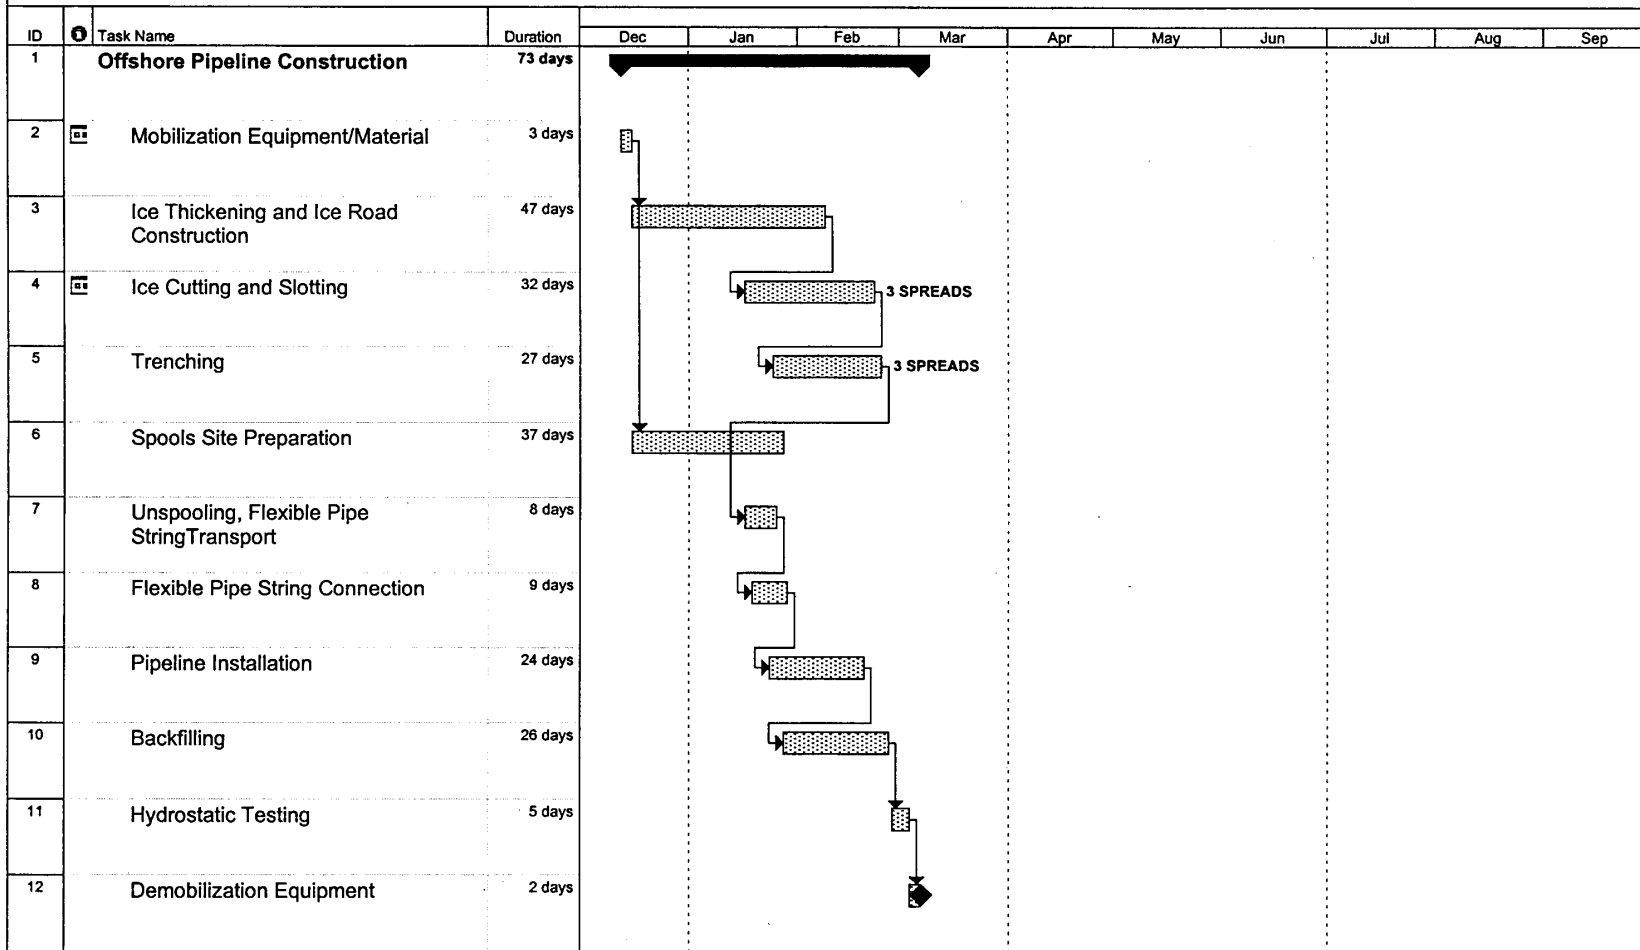 ID Task Name Duration Dec Jan Feb Mar Apr May Jun Jul Aug Sep
1 Offshore Pipeline Construction 73 days
2 Mobilization Equipment/Material 3 days
3 Ice Thickening and Ice Road 47 days
Construction
4 Ice Cutting and Slotting 32 days 3 SPREADS
5 Trenching 27 days 3 SPREADS
6 Spools Site Preparation 37 days
7 Unspooling, Flexible Pipe 8 days
StringTransport
8 Flexible Pipe String Connection 9 days
9 Pipeline Installation 24 days
10 Backfilling 26 days
11 Hydrostatic Testing 5 days
12 Demobilization Equipment 2 days